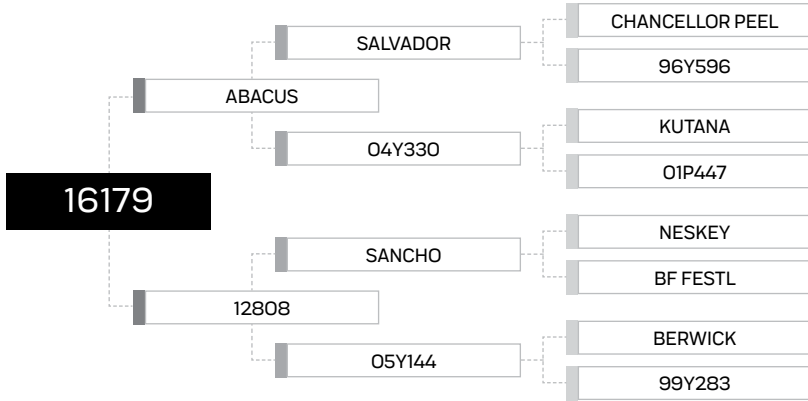 CHANCELLOR PEEL
SALVADOR
96Y596
ABACUS
KUTANA
04Y330
01P447
16179
NESKEY
SANCHO
BF FESTL
12808
BERWICK
05Y144
99Y283